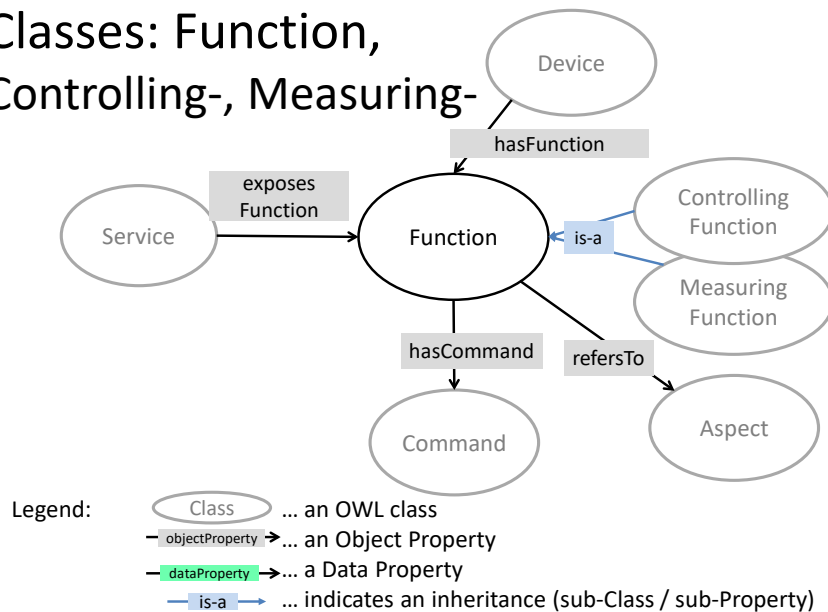 Classes: Function,
Controlling-, Measuring-
Device
hasFunction
exposes
Function
Controlling
Function
Service
Function
is-a
Measuring
Function
hasCommand
refersTo
Command
Aspect
Legend:
Class
... an OWL class
objectProperty
... an Object Property
dataProperty
... a Data Property
is-a
... indicates an inheritance (sub-Class / sub-Property)